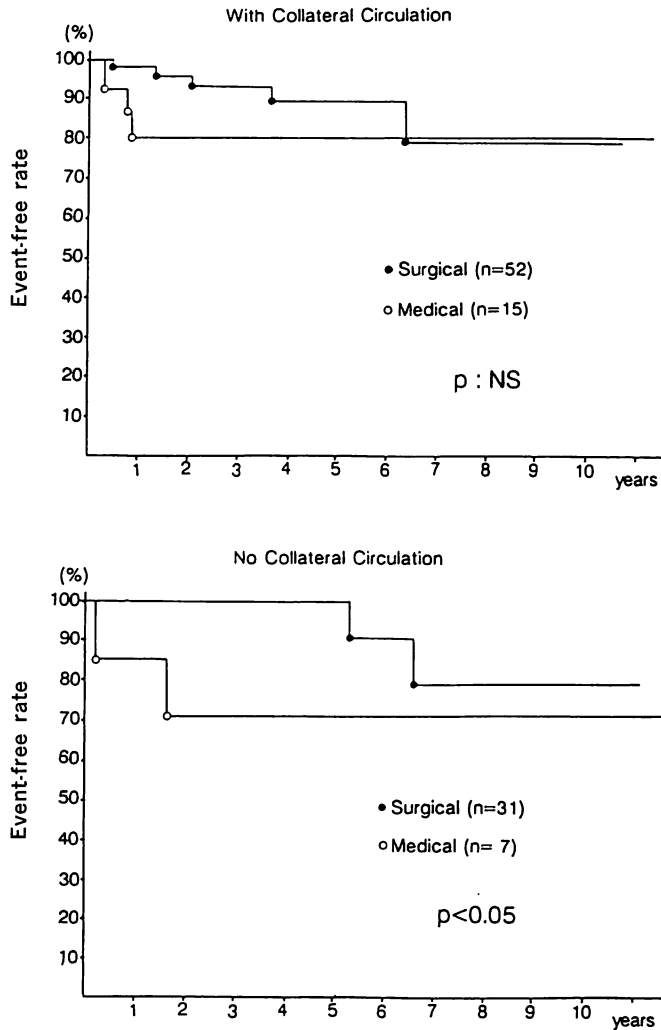 With Collateral Circulation
(%)
100
90
80
70
60
50
40
30
20
10
Event-free rate
● Surgical (n=52)
○ Medical (n=15)
p : NS
1 2 3 4 5 6 7 8 9 10 years
No Collateral Circulation
(%)
100
90
80
70
60
50
40
30
20
10
Event-free rate
● Surgical (n=31)
○ Medical (n= 7)
p<0.05
1 2 3 4 5 6 7 8 9 10 years